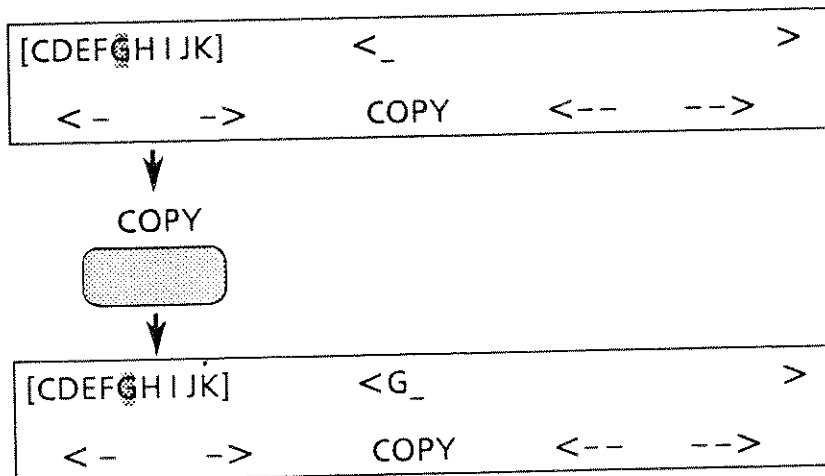 [CDEFGHIJK] <_ >
<- -> COPY <-- -->
COPY
[CDEFGHIJK] <G_ >
<- -> COPY <-- -->